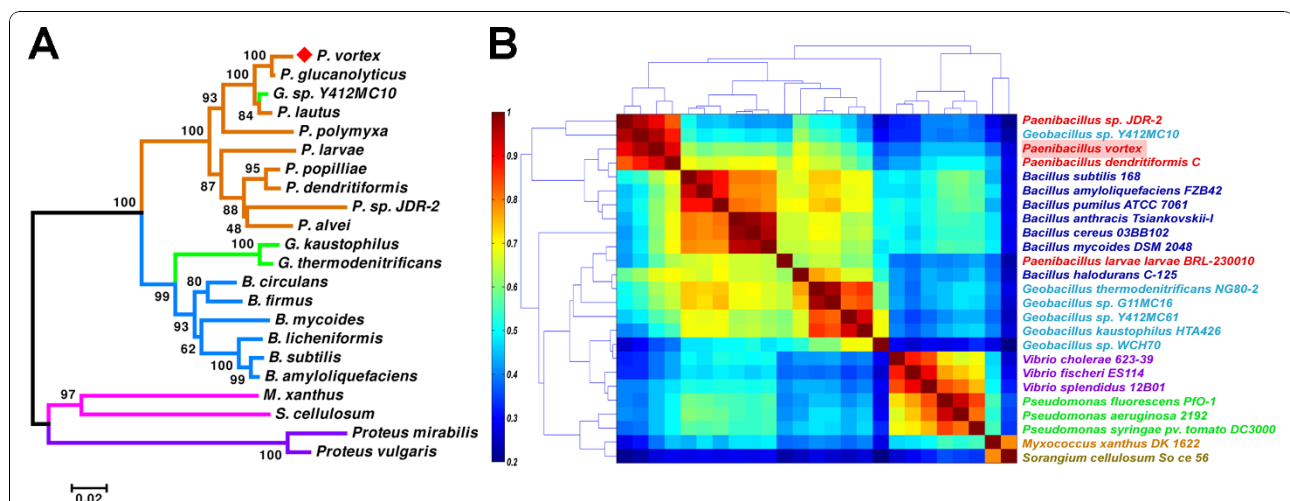 A
100
P. vortex
P. glucanolyticus
100
G. sp. Y412MC10
93
84
P. lautus
100
P. polymyxa
P. larvae
95
P. popilliae
87
P. dendritiformis
88
P. sp. JDR-2
100
48
P. alvei
100
G. kaustophilus
G. thermodenitrificans
80
B. circulans
99
B. firmus
93
B. mycoides
62
B. licheniformis
100
B. subtilis
99
B. amyloliquefaciens
97
M. xanthus
S. cellulosum
Proteus mirabilis
100
Proteus vulgaris
0.02
B
1
0.9
0.8
0.7
0.6
0.5
0.4
0.3
0.2
Paenibacillus sp. JDR-2
Geobacillus sp. Y412MC10
Paenibacillus vortex
Paenibacillus dendritiformis C
Bacillus subtilis 168
Bacillus amyloliquefaciens FZB42
Bacillus pumilus ATCC 7061
Bacillus anthracis Tsiankovskii-I
Bacillus cereus 03BB102
Bacillus mycoides DSM 2048
Paenibacillus larvae larvae BRL-230010
Bacillus halodurans C-125
Geobacillus thermodenitrificans NG80-2
Geobacillus sp. G11MC16
Geobacillus sp. Y412MC61
Geobacillus kaustophilus HTA426
Geobacillus sp. WCH70
Vibrio cholerae 623-39
Vibrio fischeri ES114
Vibrio splendidus 12B01
Pseudomonas fluorescens PfO-1
Pseudomonas aeruginosa 2192
Pseudomonas syringae pv. tomato DC3000
Myxococcus xanthus DK 1622
Sorangium cellulosum So ce 56